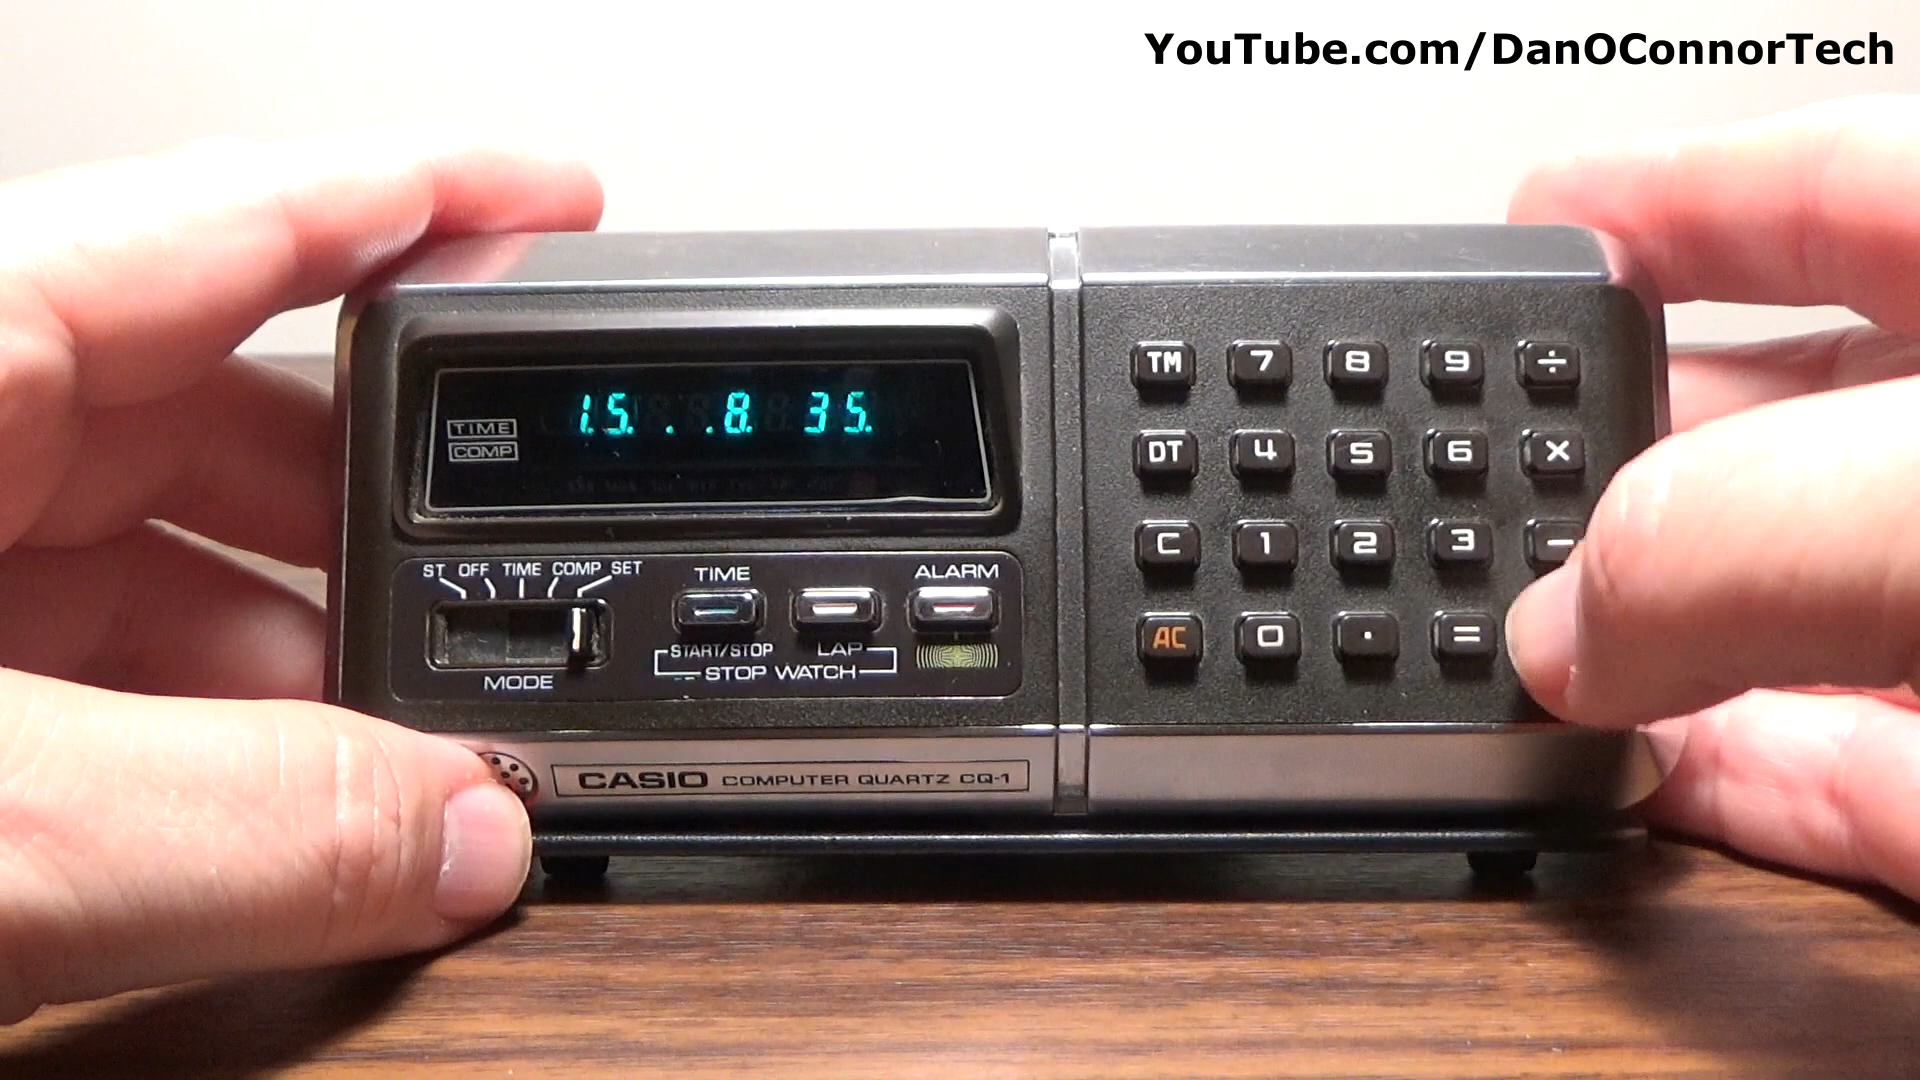 YouTube.com/DanOConnorTech
1.5. . .8. 35.
TIME
COMP
TM 7 8 9 ÷
DT 4 5 6 ×
C 1 2 3 −
AC 0 · =
ST OFF TIME COMP SET
MODE
TIME
ALARM
START/STOP
LAP
STOP WATCH
CASIO COMPUTER QUARTZ CQ-1